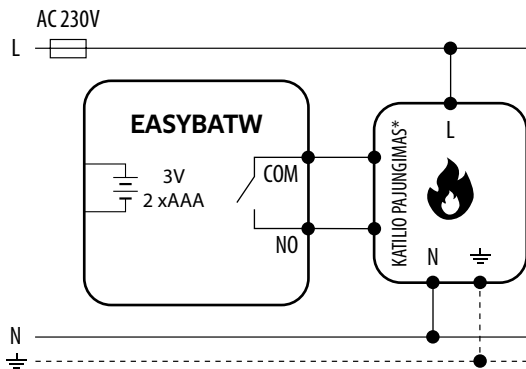 AC 230V
L
EASYBATW
3V
2 xAAA
COM
NO
KATILIO PAJUNGIMAS*
L
N
N